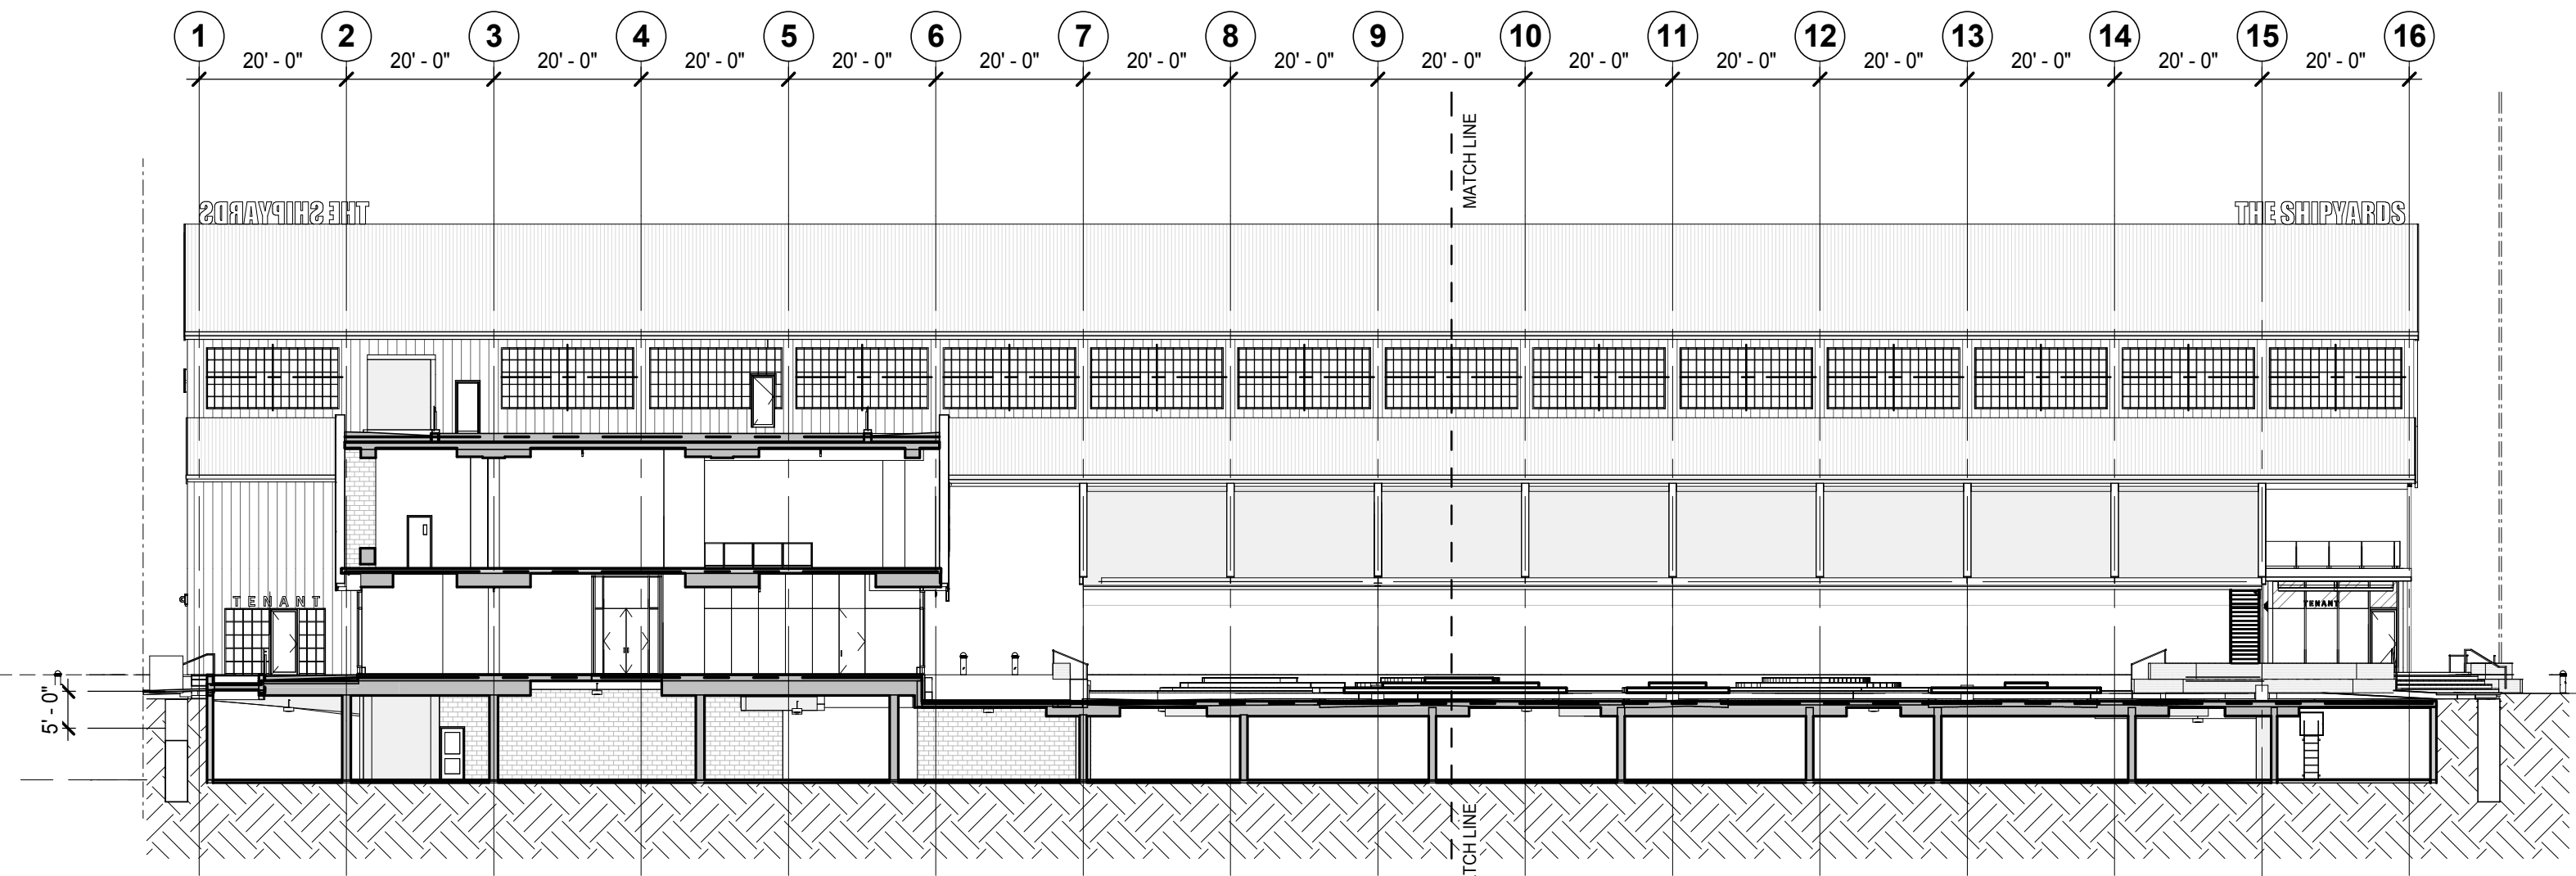 1 2 3 4 5 6 7 8 9 10 11 12 13 14 15 16
20' - 0" 20' - 0" 20' - 0" 20' - 0" 20' - 0" 20' - 0" 20' - 0" 20' - 0" 20' - 0" 20' - 0" 20' - 0" 20' - 0" 20' - 0" 20' - 0" 20' - 0"
MATCH LINE
THE SHIPYARDS
THE SHIPYARDS
TENANT
TENANT
5' - 0"
TCH LINE